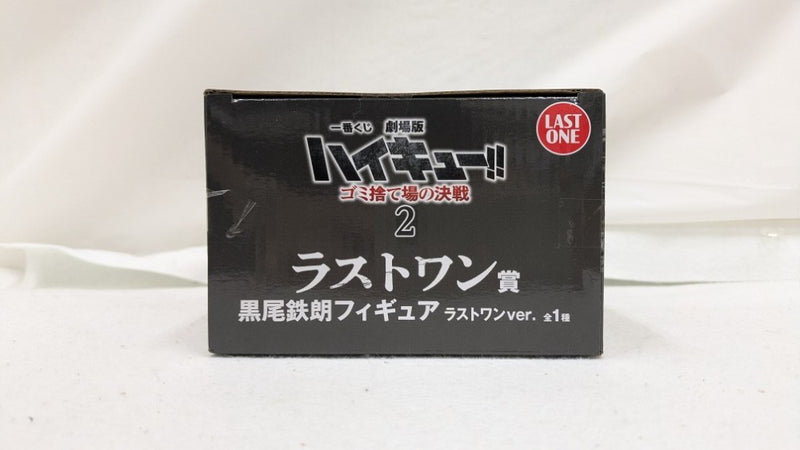 一番くじ 劇場版
ハイキュー!!
ゴミ捨て場の決戦
2
LAST
ONE
ラストワン賞
黒尾鉄朗フィギュア ラストワンver. 全1種